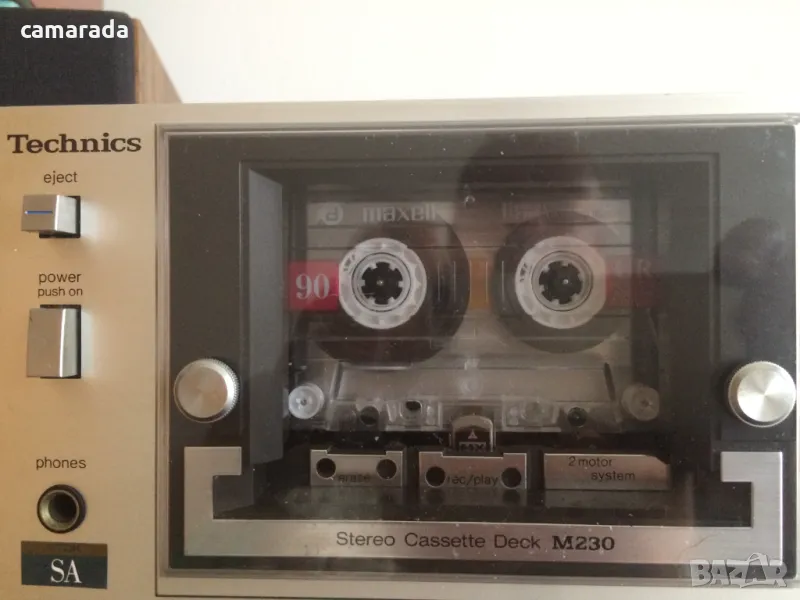 camarada
Technics
eject
power
push on
phones
SA
maxell
90
erase
rec/play
2 motor
system
Stereo Cassette Deck M230
BAZAR